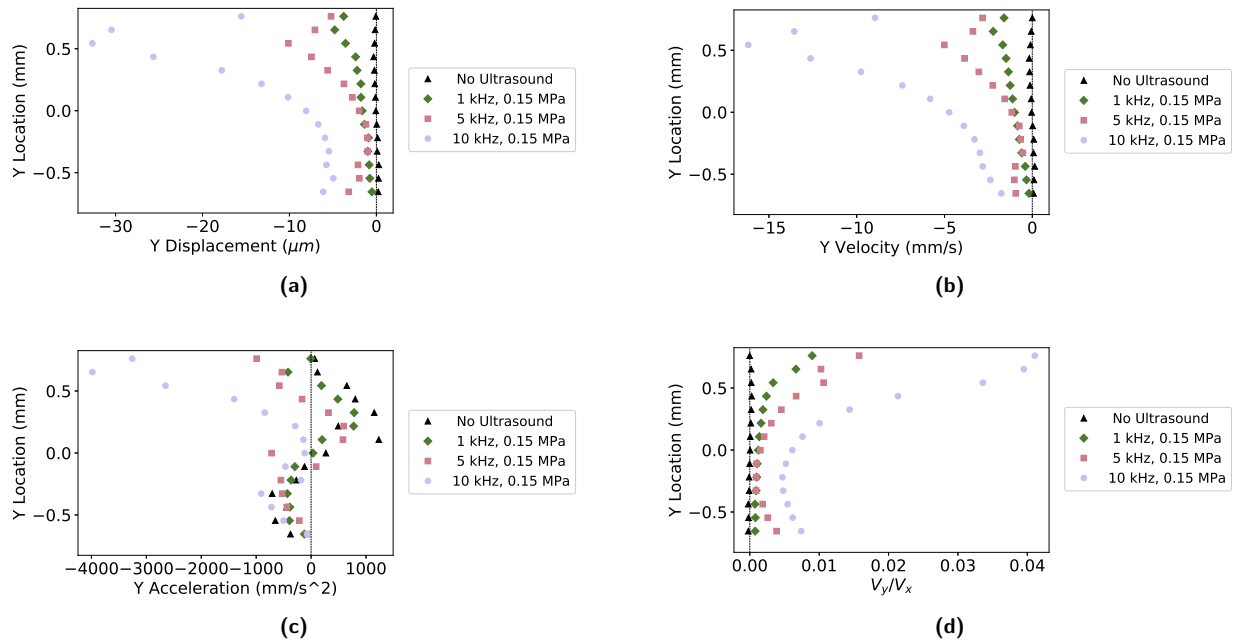 0.5
0.0
−0.5
Y Location (mm)
−30
−20
−10
0
Y Displacement (μm)
No Ultrasound
1 kHz, 0.15 MPa
5 kHz, 0.15 MPa
10 kHz, 0.15 MPa
(a)
0.5
0.0
−0.5
Y Location (mm)
−15
−10
−5
0
Y Velocity (mm/s)
No Ultrasound
1 kHz, 0.15 MPa
5 kHz, 0.15 MPa
10 kHz, 0.15 MPa
(b)
0.5
0.0
−0.5
Y Location (mm)
−4000
−3000
−2000
−1000
0
1000
Y Acceleration (mm/s^2)
No Ultrasound
1 kHz, 0.15 MPa
5 kHz, 0.15 MPa
10 kHz, 0.15 MPa
(c)
0.5
0.0
−0.5
Y Location (mm)
0.00
0.01
0.02
0.03
0.04
V_y/V_x
No Ultrasound
1 kHz, 0.15 MPa
5 kHz, 0.15 MPa
10 kHz, 0.15 MPa
(d)